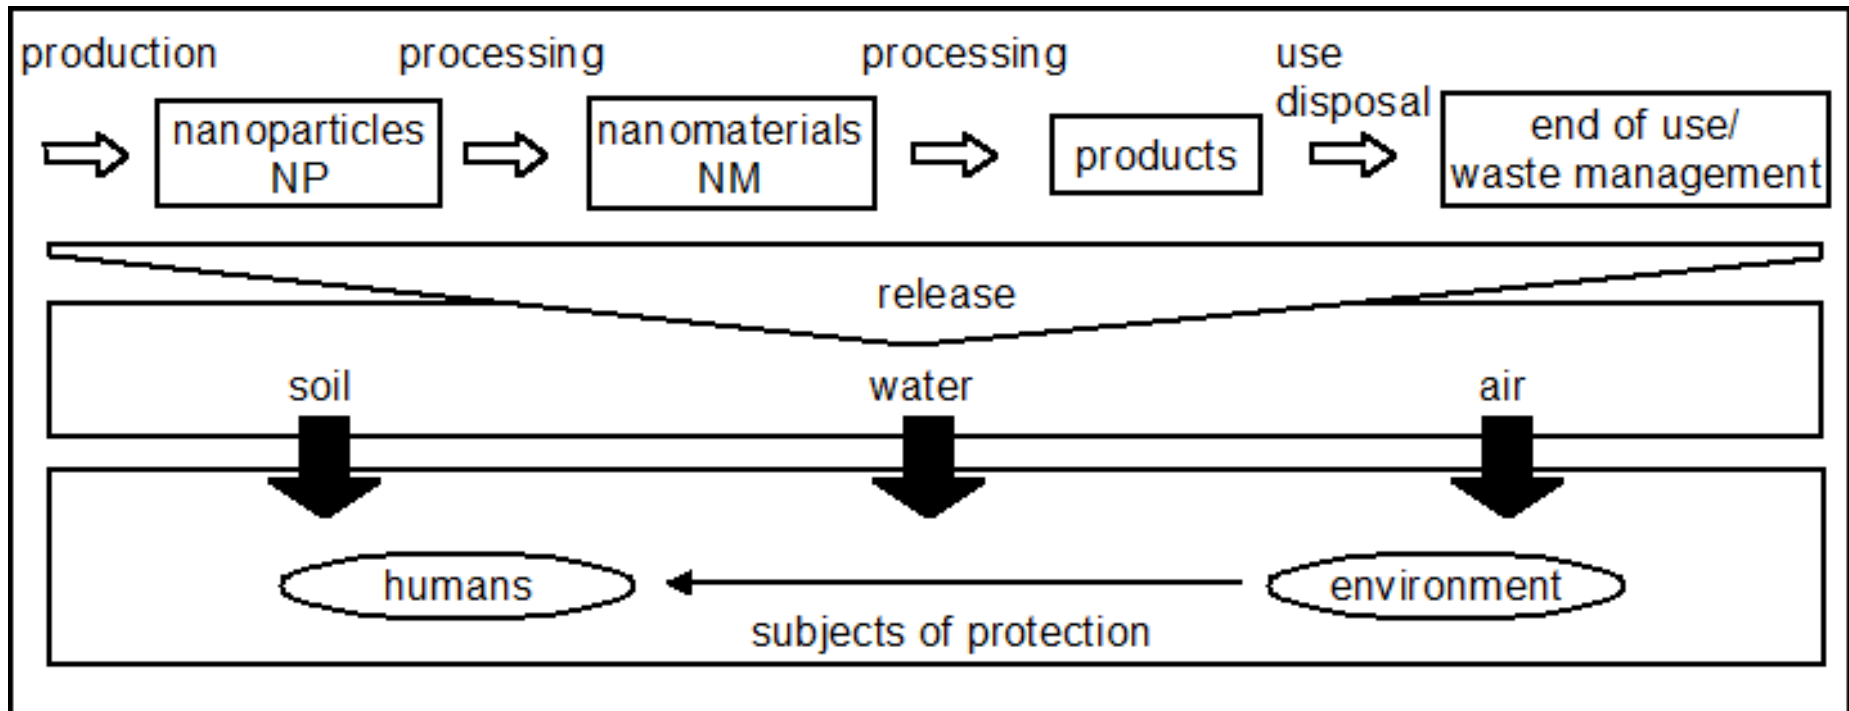 production
processing
processing
use
disposal
nanoparticles
NP
nanomaterials
NM
products
end of use/
waste management
release
soil
water
air
humans
environment
subjects of protection